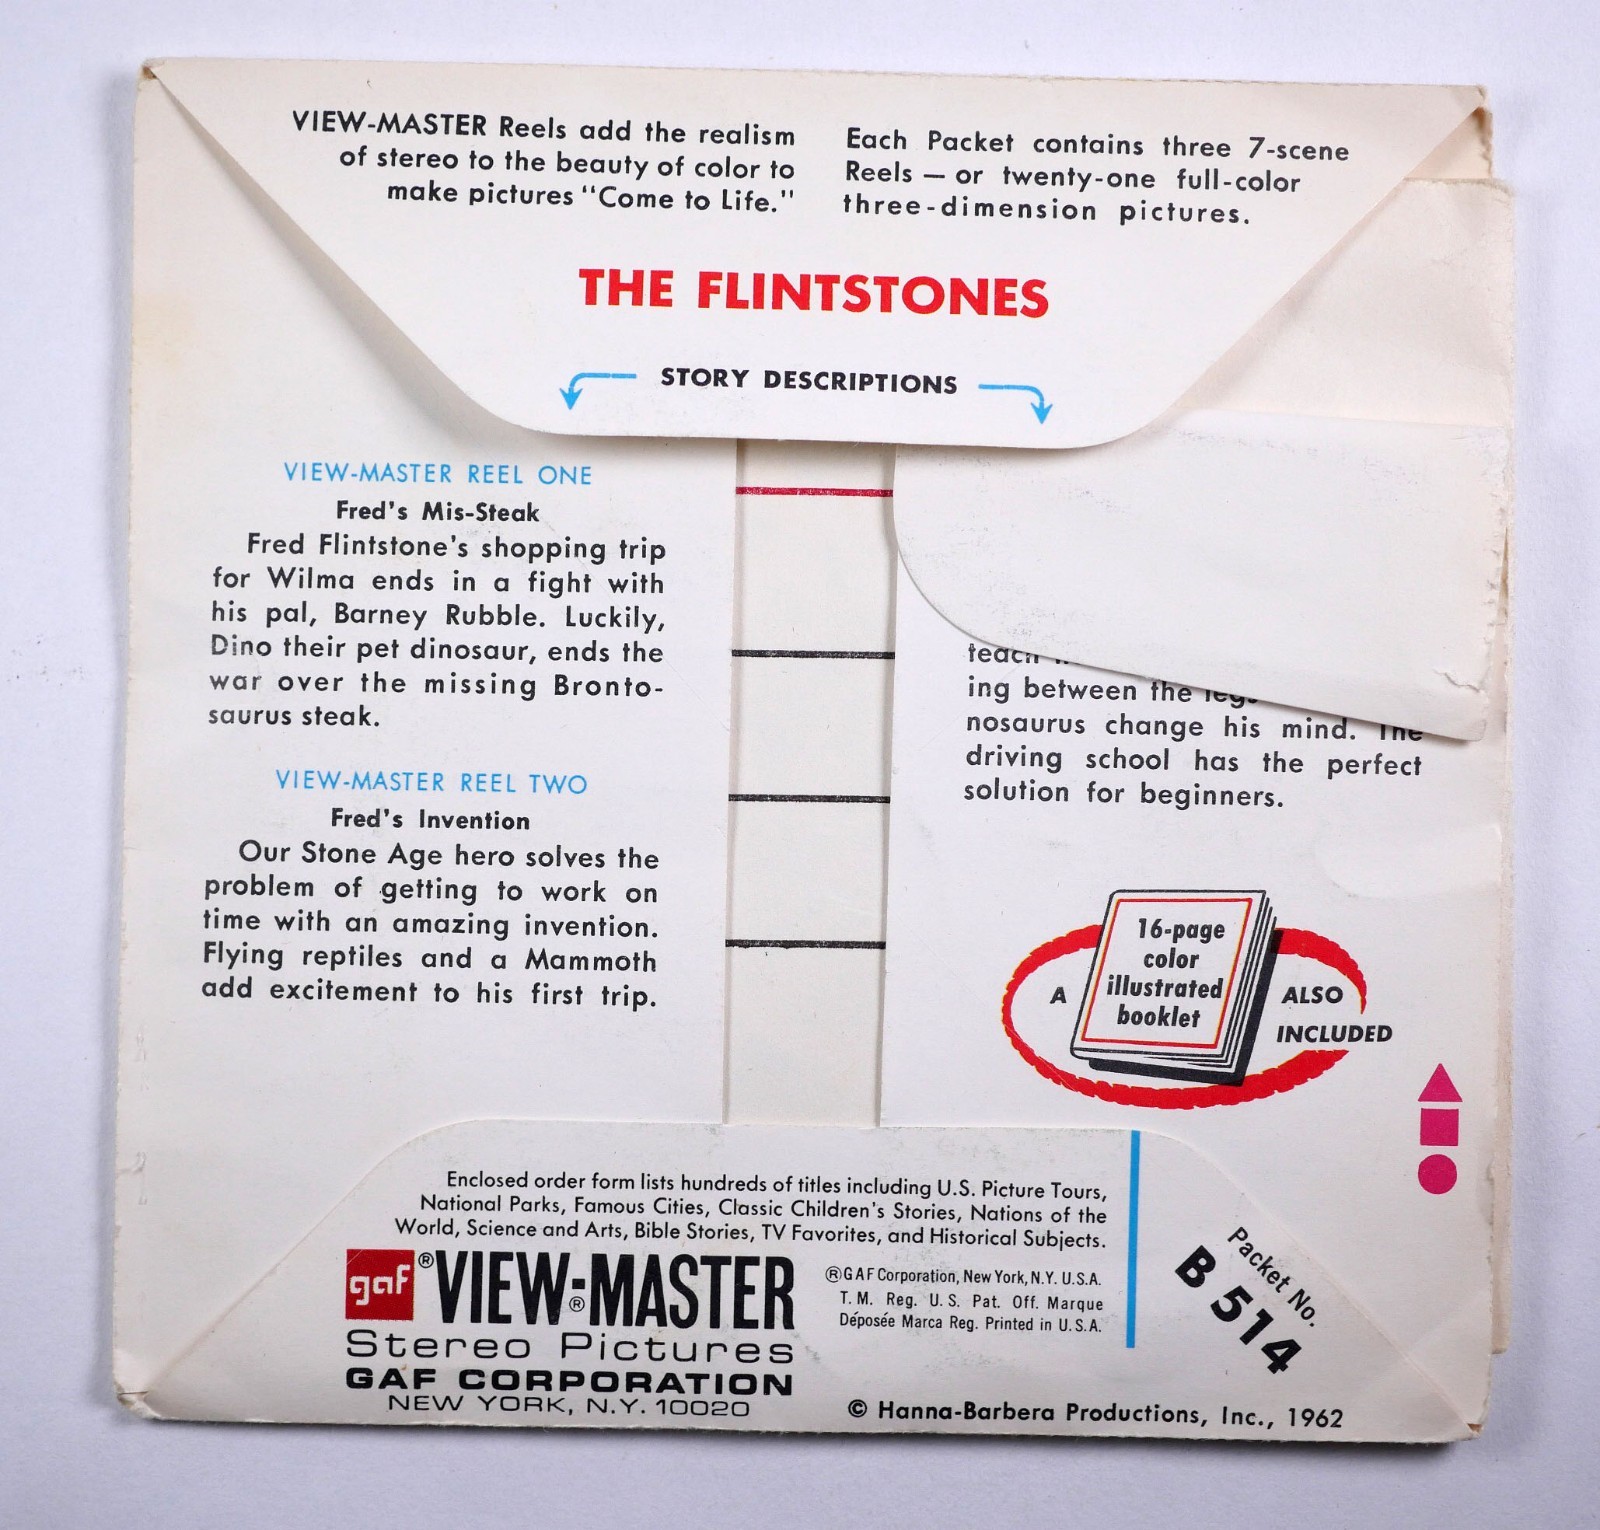 VIEW-MASTER Reels add the realism
of stereo to the beauty of color to
make pictures "Come to Life."
Each Packet contains three 7-scene
Reels — or twenty-one full-color
three-dimension pictures.
THE FLINTSTONES
STORY DESCRIPTIONS
VIEW-MASTER REEL ONE
Fred's Mis-Steak
Fred Flintstone's shopping trip
for Wilma ends in a fight with
his pal, Barney Rubble. Luckily,
Dino their pet dinosaur, ends the
war over the missing Bronto-
saurus steak.
VIEW-MASTER REEL TWO
Fred's Invention
Our Stone Age hero solves the
problem of getting to work on
time with an amazing invention.
Flying reptiles and a Mammoth
add excitement to his first trip.
teach
ing between the legs
nosaurus change his mind. The
driving school has the perfect
solution for beginners.
A
16-page
color
illustrated
booklet
ALSO
INCLUDED
Enclosed order form lists hundreds of titles including U.S. Picture Tours,
National Parks, Famous Cities, Classic Children's Stories, Nations of the
World, Science and Arts, Bible Stories, TV Favorites, and Historical Subjects.
gaf ® VIEW-MASTER ®
Stereo Pictures
GAF CORPORATION
NEW YORK, N.Y. 10020
® GAF Corporation, New York, N.Y. U.S.A.
T.M. Reg. U.S. Pat. Off. Marque
Déposée Marca Reg. Printed in U.S.A.
Packet No.
B 514
© Hanna-Barbera Productions, Inc., 1962